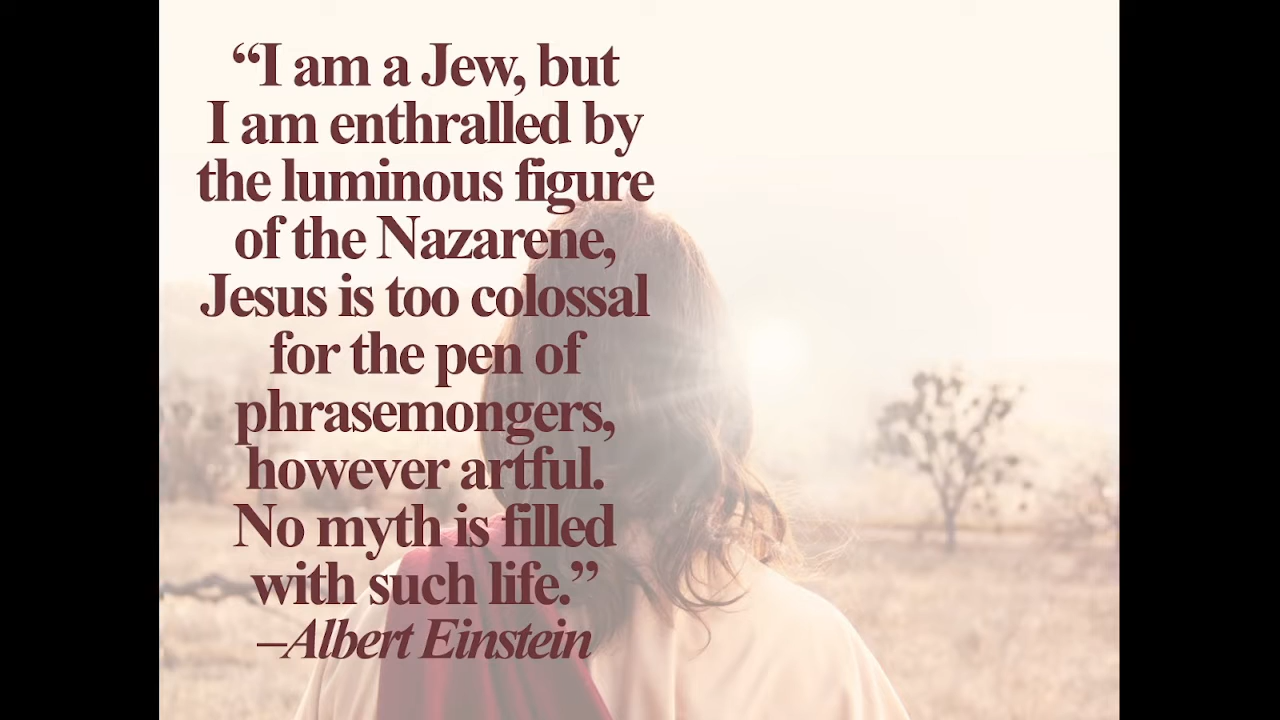 “I am a Jew, but
I am enthralled by
the luminous figure
of the Nazarene,
Jesus is too colossal
for the pen of
phrasemongers,
however artful.
No myth is filled
with such life.”
–Albert Einstein